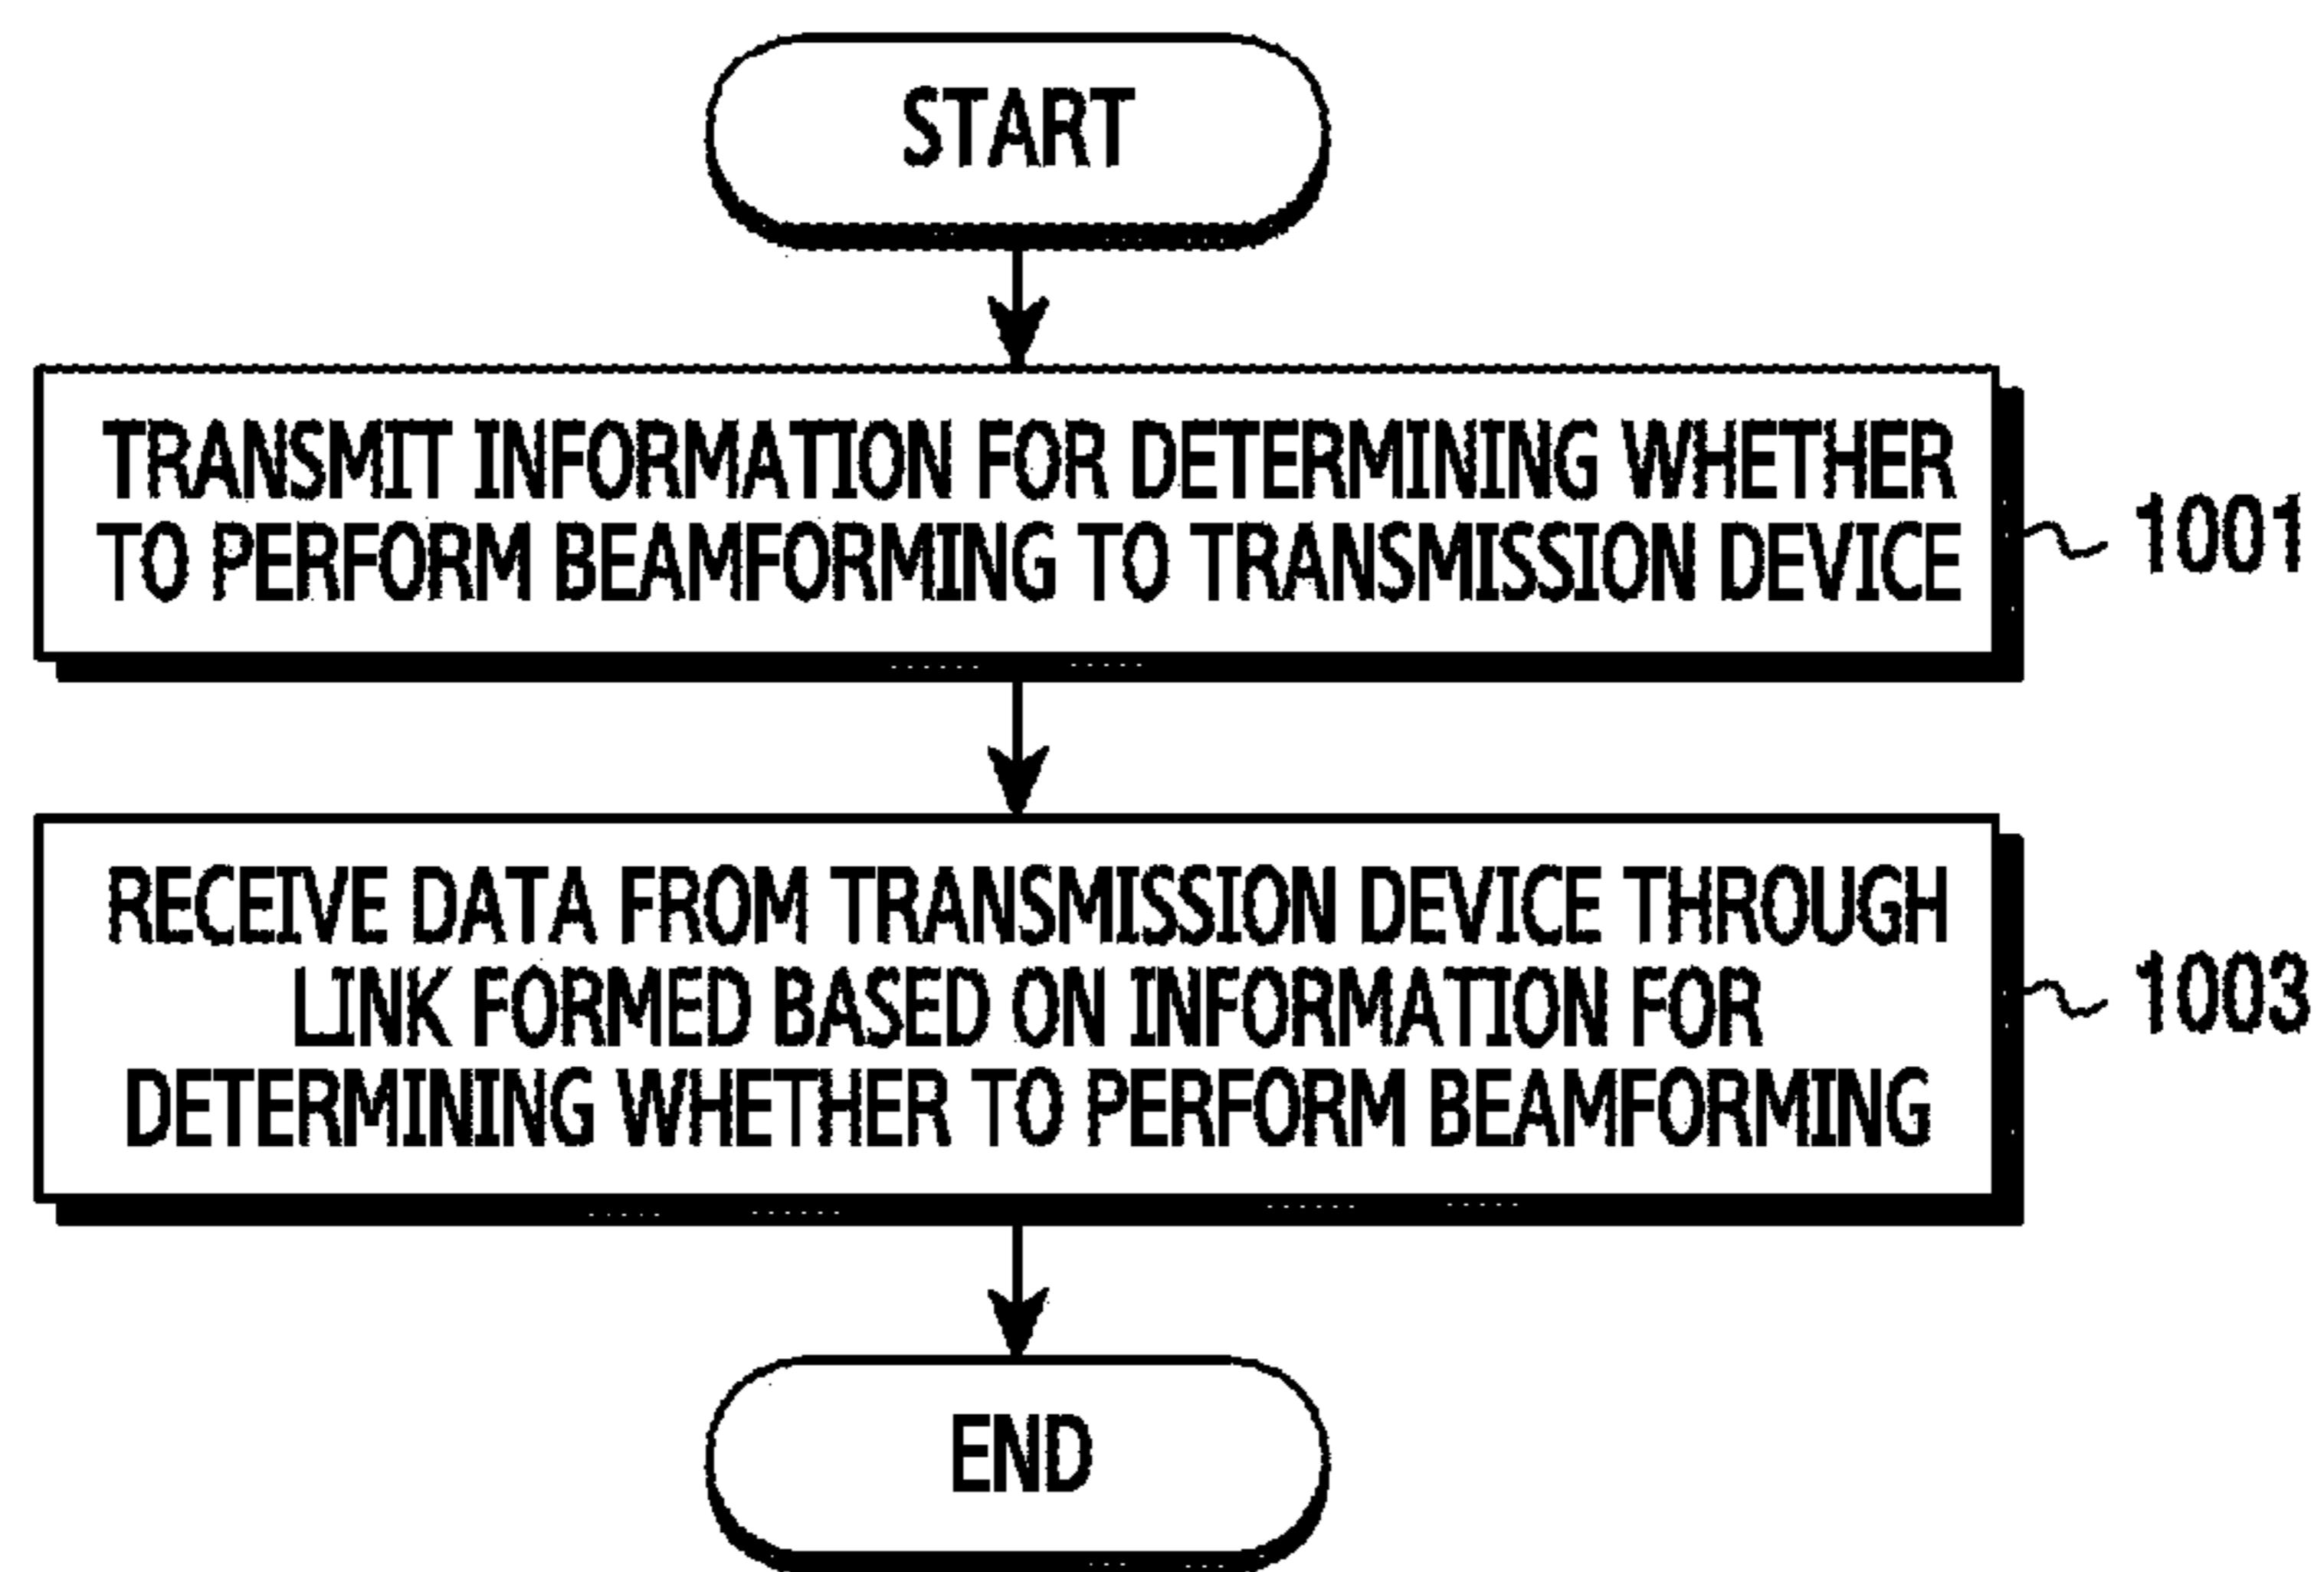 START
TRANSMIT INFORMATION FOR DETERMINING WHETHER
TO PERFORM BEAMFORMING TO TRANSMISSION DEVICE
1001
RECEIVE DATA FROM TRANSMISSION DEVICE THROUGH
LINK FORMED BASED ON INFORMATION FOR
DETERMINING WHETHER TO PERFORM BEAMFORMING
1003
END